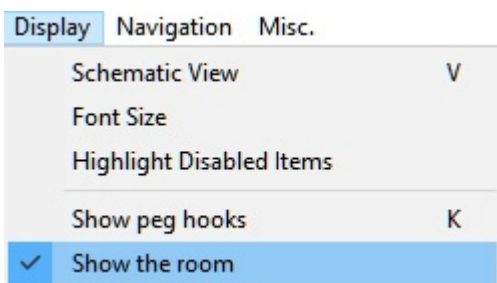 Display Navigation Misc.
Schematic View V
Font Size
Highlight Disabled Items
Show peg hooks K
Show the room